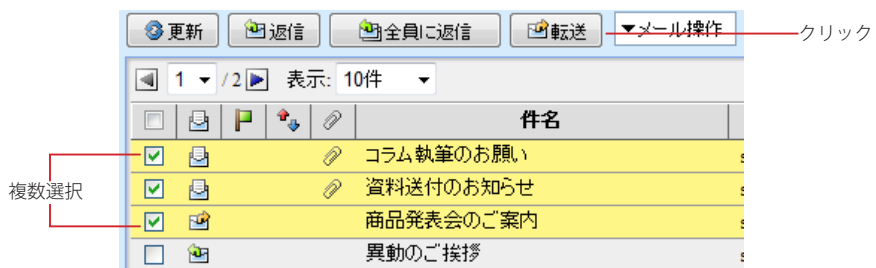 更新 返信 全員に返信 転送 ▼メール操作 クリック
1 ▼ /2 表示: 10件 ▼
件名
コラム執筆のお願い
複数選択 資料送付のお知らせ
商品発表会のご案内
異動のご挨拶